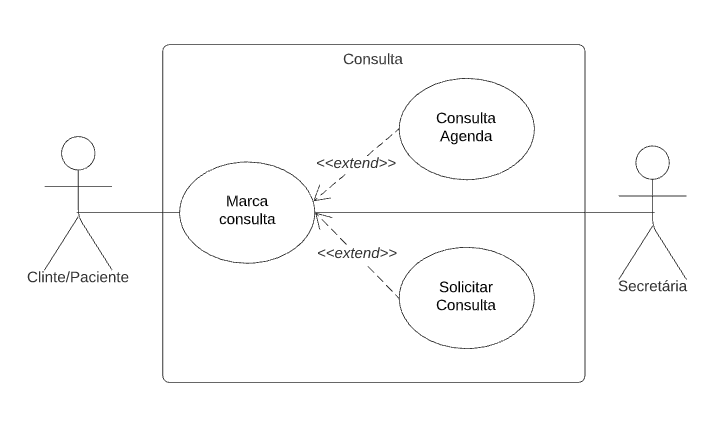 Consulta
Consulta
Agenda
<<extend>>
Marca
consulta
<<extend>>
Clinte/Paciente
Secretária
Solicitar
Consulta